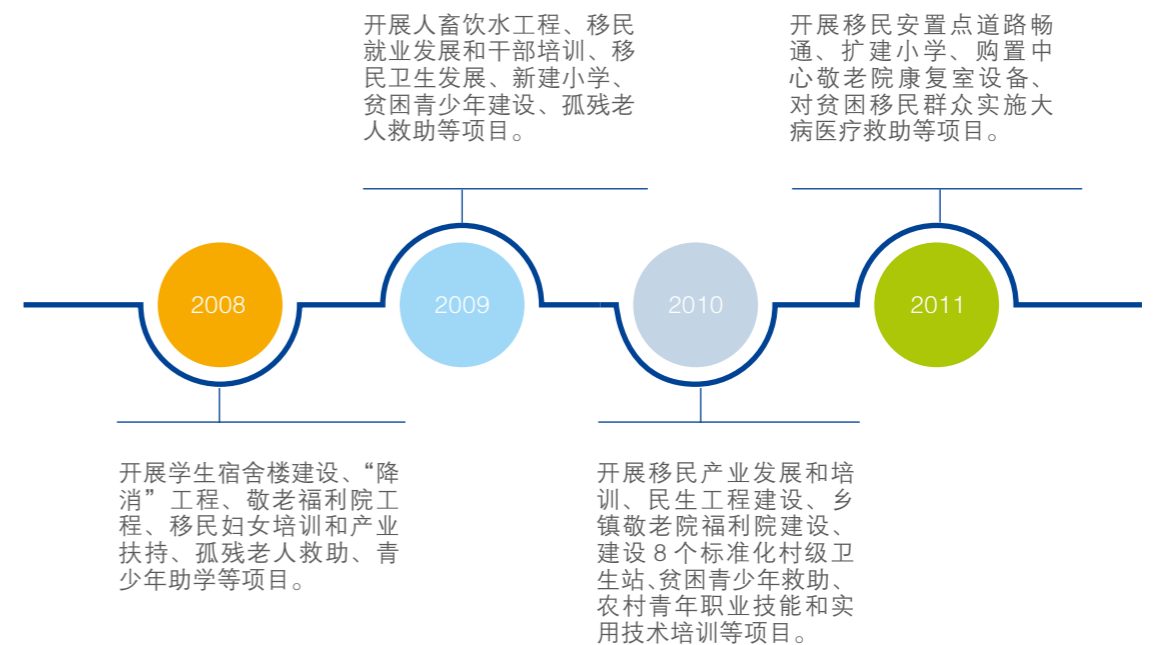 开展人畜饮水工程、移民
就业发展和干部培训、移
民卫生发展、新建小学、
贫困青少年建设、孤残老
人救助等项目。
开展移民安置点道路畅
通、扩建小学、购置中
心敬老院康复室设备、
对贫困移民群众实施大
病医疗救助等项目。
2008
2009
2010
2011
开展学生宿舍楼建设、“降
消”工程、敬老福利院工
程、移民妇女培训和产业
扶持、孤残老人救助、青
少年助学等项目。
开展移民产业发展和培
训、民生工程建设、乡
镇敬老院福利院建设、
建设 8 个标准化村级卫
生站、贫困青少年救助、
农村青年职业技能和实
用技术培训等项目。